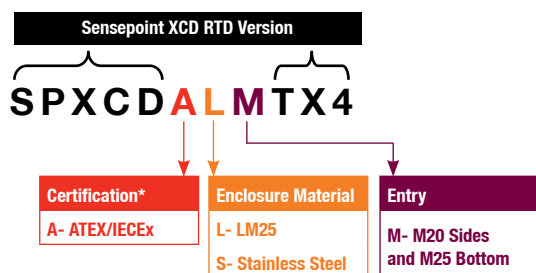 Sensepoint XCD RTD Version
SPXCDALMTX4
Certification*
A- ATEX/IECEx
Enclosure Material
L- LM25
S- Stainless Steel
Entry
M- M20 Sides
and M25 Bottom